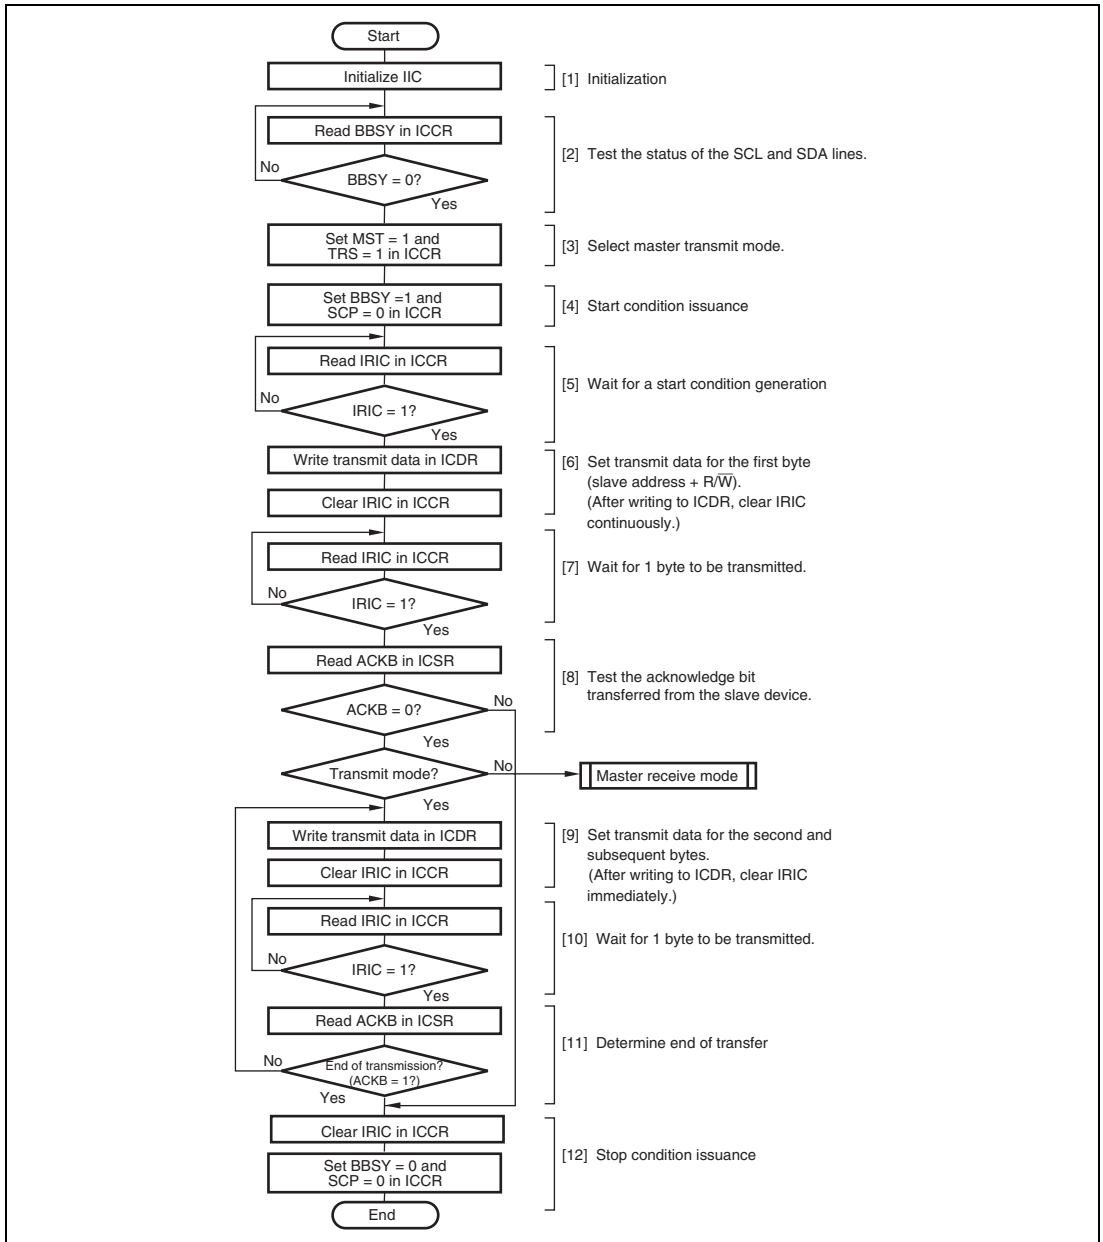 Start
Initialize IIC
[1] Initialization
Read BBSY in ICCR
[2] Test the status of the SCL and SDA lines.
No
BBSY = 0?
Yes
Set MST = 1 and
TRS = 1 in ICCR
[3] Select master transmit mode.
Set BBSY =1 and
SCP = 0 in ICCR
[4] Start condition issuance
Read IRIC in ICCR
[5] Wait for a start condition generation
No
IRIC = 1?
Yes
Write transmit data in ICDR
[6] Set transmit data for the first byte
(slave address + R/W̅).
(After writing to ICDR, clear IRIC
continuously.)
Clear IRIC in ICCR
Read IRIC in ICCR
[7] Wait for 1 byte to be transmitted.
No
IRIC = 1?
Yes
Read ACKB in ICSR
[8] Test the acknowledge bit
transferred from the slave device.
No
ACKB = 0?
Yes
Transmit mode?
No
Master receive mode
Yes
Write transmit data in ICDR
[9] Set transmit data for the second and
subsequent bytes.
(After writing to ICDR, clear IRIC
immediately.)
Clear IRIC in ICCR
Read IRIC in ICCR
[10] Wait for 1 byte to be transmitted.
No
IRIC = 1?
Yes
Read ACKB in ICSR
[11] Determine end of transfer
No
End of transmission?
(ACKB = 1?)
Yes
Clear IRIC in ICCR
[12] Stop condition issuance
Set BBSY = 0 and
SCP = 0 in ICCR
End